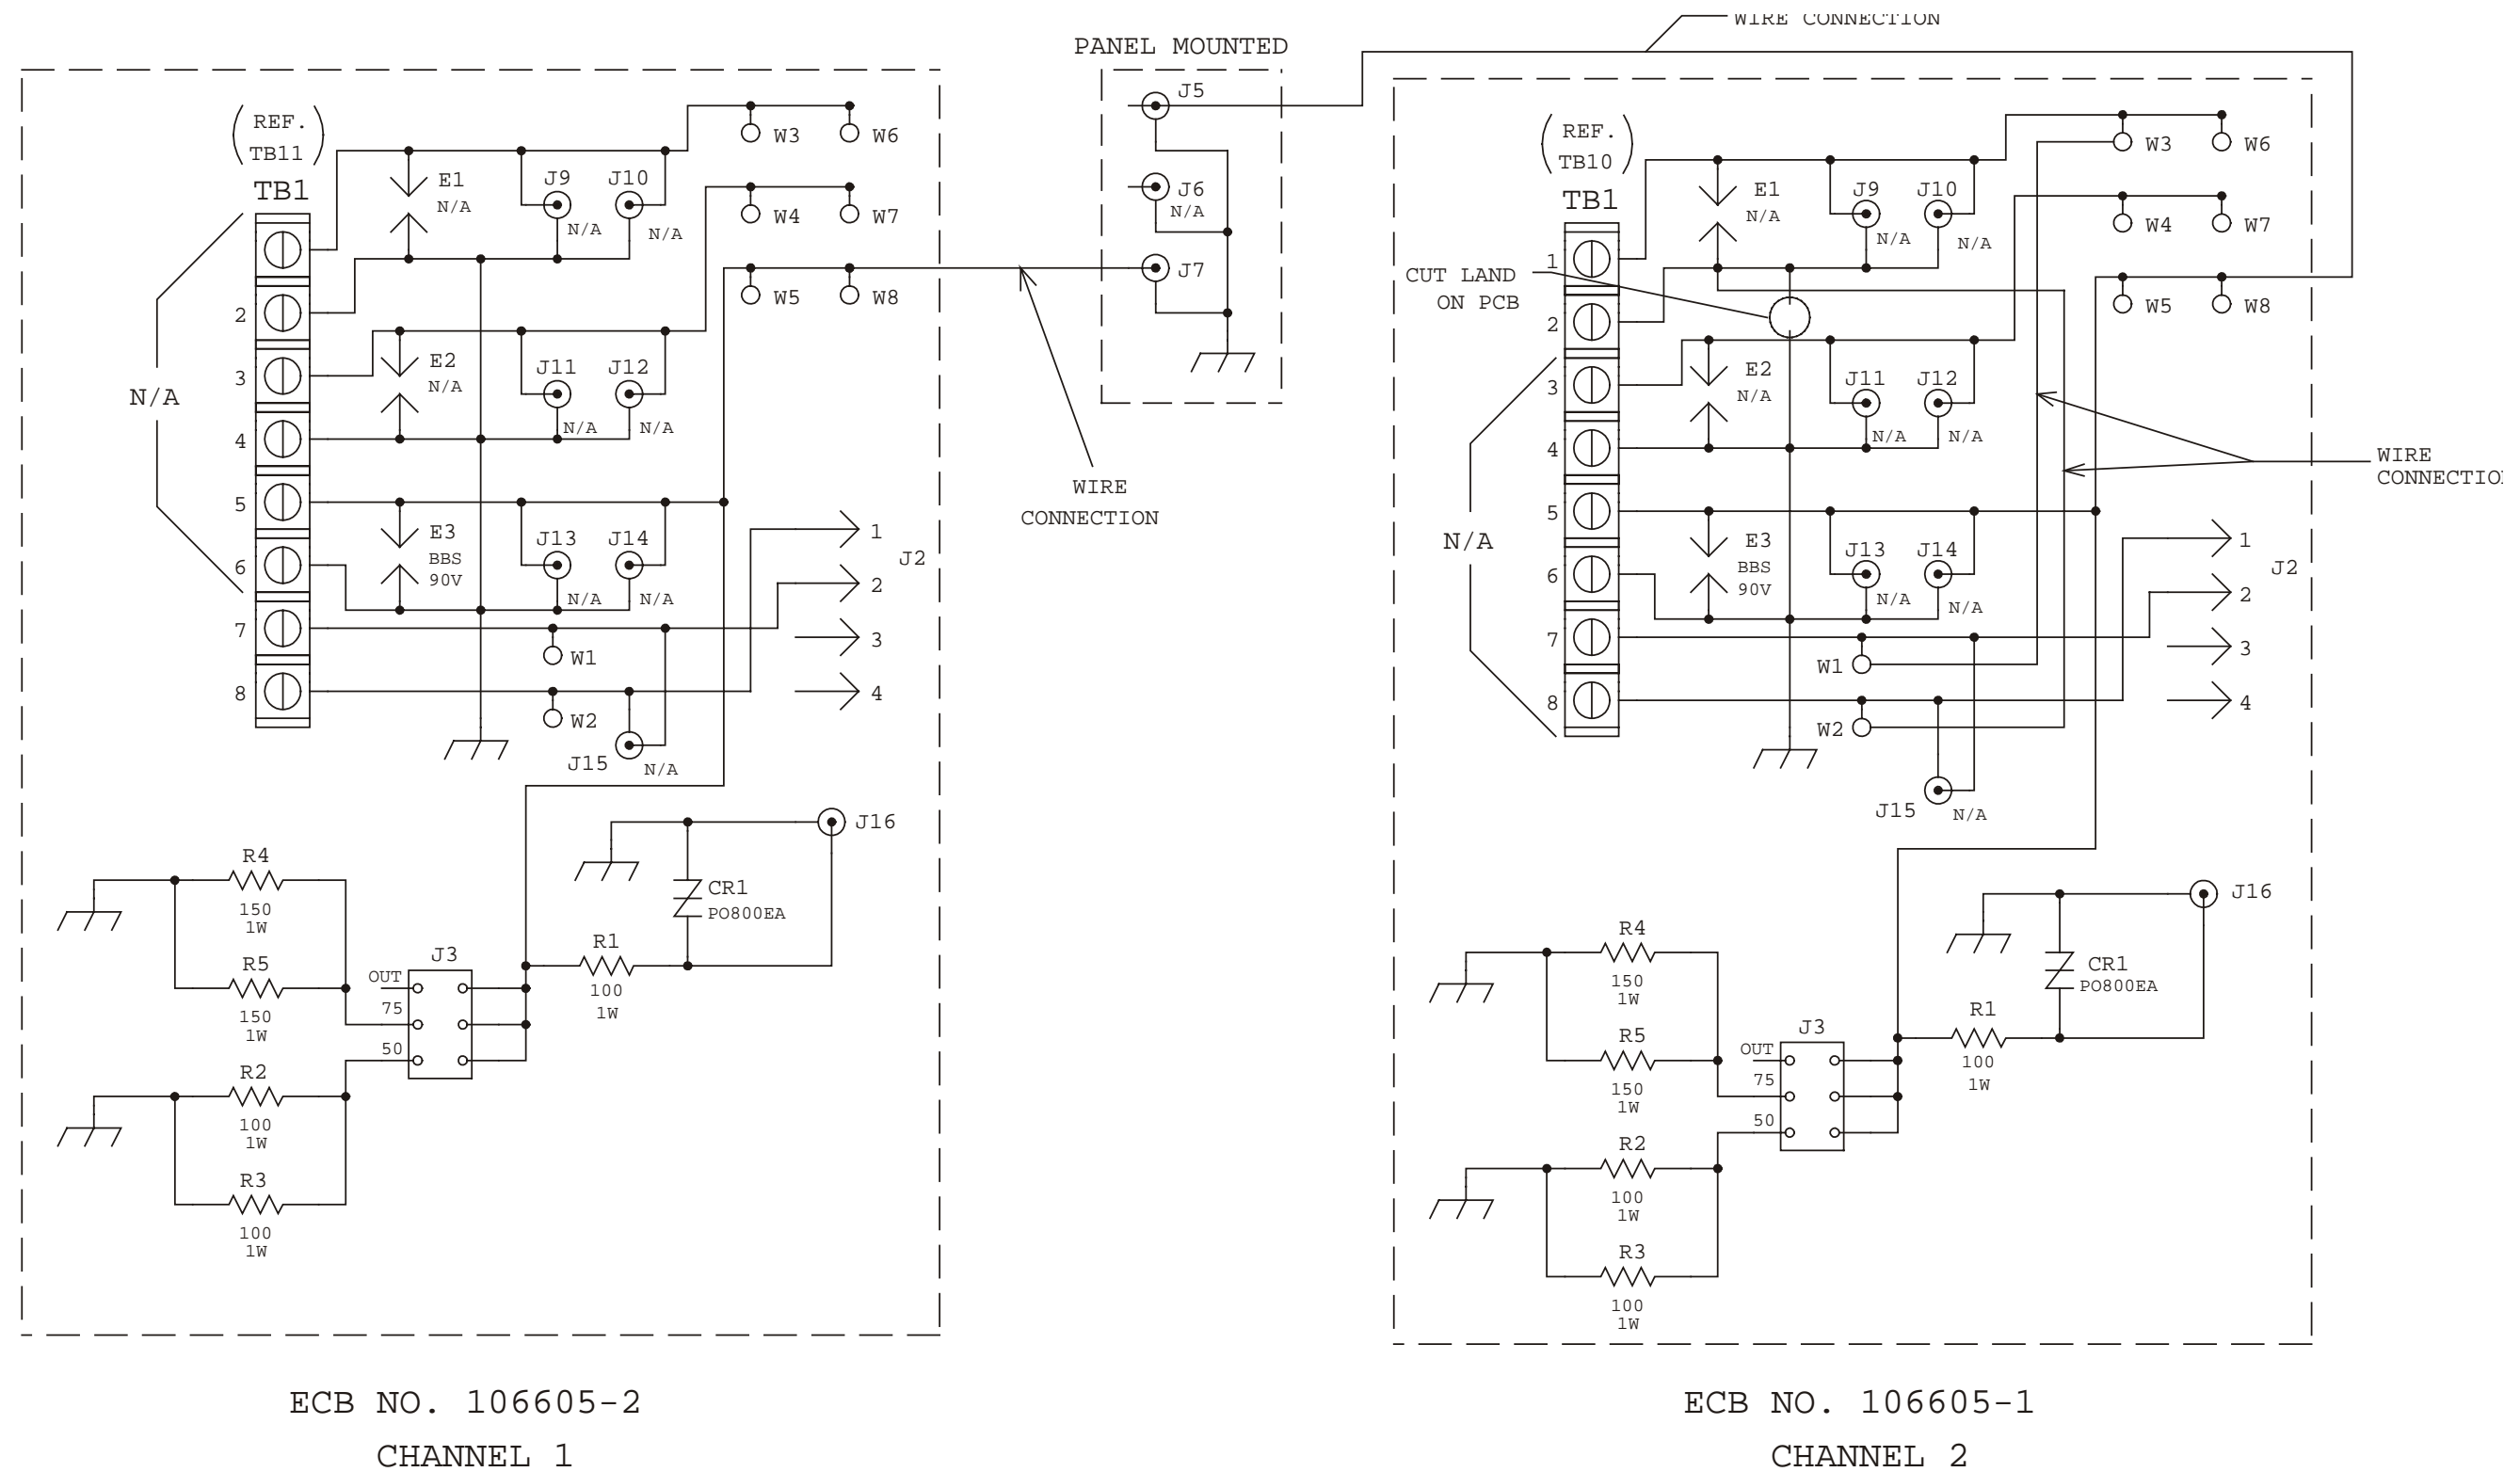 WIRE CONNECTION
PANEL MOUNTED
J5
J6
N/A
J7
WIRE
CONNECTION
REF.
TB11
TB1
2
3
4
5
6
7
8
N/A
E1
N/A
J9
N/A
J10
N/A
W3
W6
W4
W7
W5
W8
E2
N/A
J11
N/A
J12
N/A
E3
BBS
90V
J13
N/A
J14
N/A
W1
W2
J15
N/A
1
2
3
4
J2
J16
CR1
PO800EA
R1
100
1W
J3
OUT
75
50
R4
150
1W
R5
150
1W
R2
100
1W
R3
100
1W
ECB NO. 106605-2
CHANNEL 1
REF.
TB10
TB1
1
2
3
4
5
6
7
8
CUT LAND
ON PCB
N/A
E1
N/A
J9
N/A
J10
N/A
W3
W6
W4
W7
W5
W8
E2
N/A
J11
N/A
J12
N/A
WIRE
CONNECTIO
E3
BBS
90V
J13
N/A
J14
N/A
W1
W2
J15
N/A
1
2
3
4
J2
J16
CR1
PO800EA
R1
100
1W
J3
OUT
75
50
R4
150
1W
R5
150
1W
R2
100
1W
R3
100
1W
ECB NO. 106605-1
CHANNEL 2